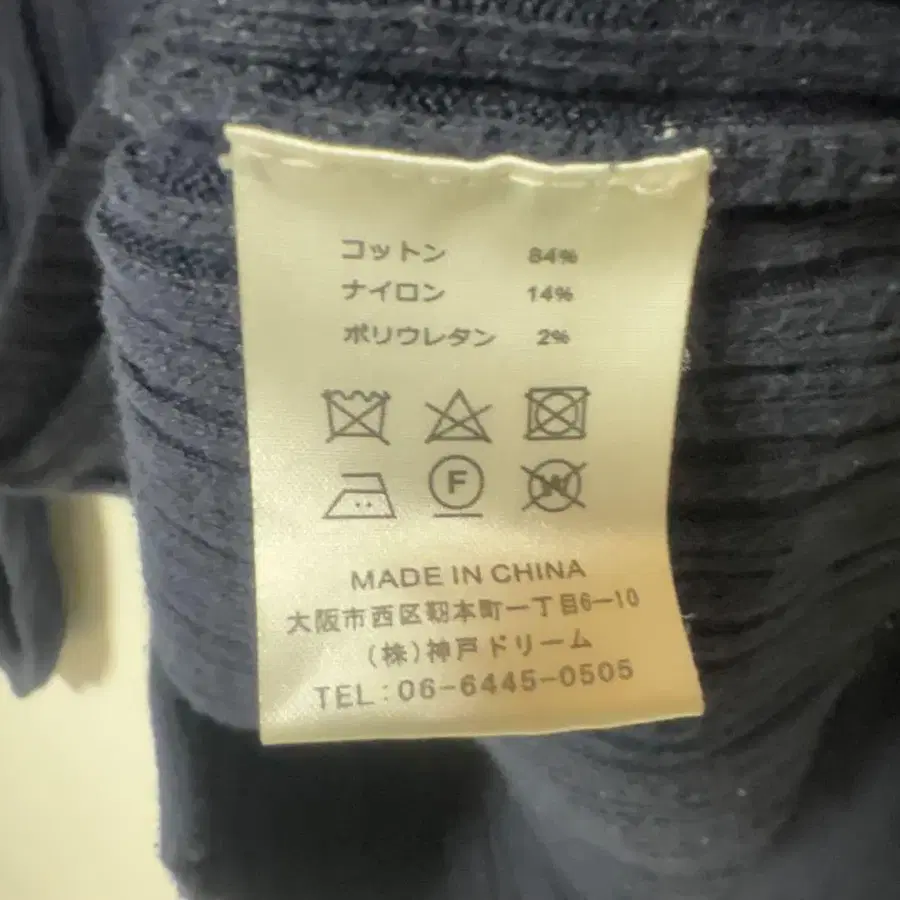 コットン 84%
ナイロン 14%
ポリウレタン 2%
F
W
MADE IN CHINA
大阪市西区靭本町一丁目6-10
(株)神戸ドリーム
TEL:06-6445-0505